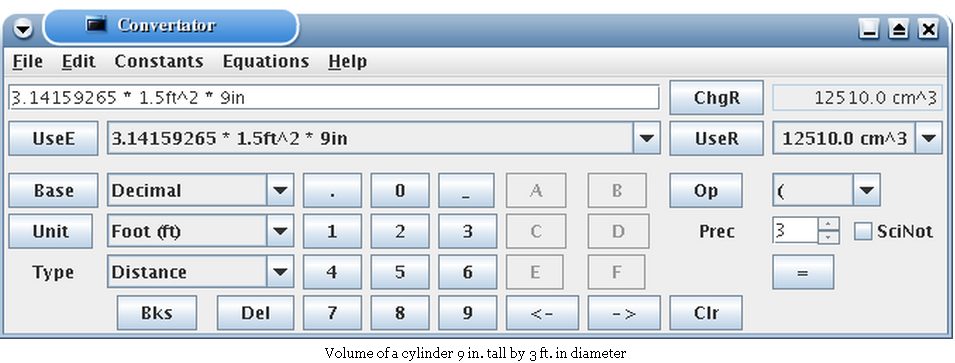 Convertator
File Edit Constants Equations Help
3.14159265 * 1.5ft^2 * 9in ChgR 12510.0 cm^3
UseE 3.14159265 * 1.5ft^2 * 9in UseR 12510.0 cm^3
Base Decimal . 0 _ A B Op (
Unit Foot (ft) 1 2 3 C D Prec 3 SciNot
Type Distance 4 5 6 E F =
Bks Del 7 8 9 <- -> Clr
Volume of a cylinder 9 in. tall by 3 ft. in diameter